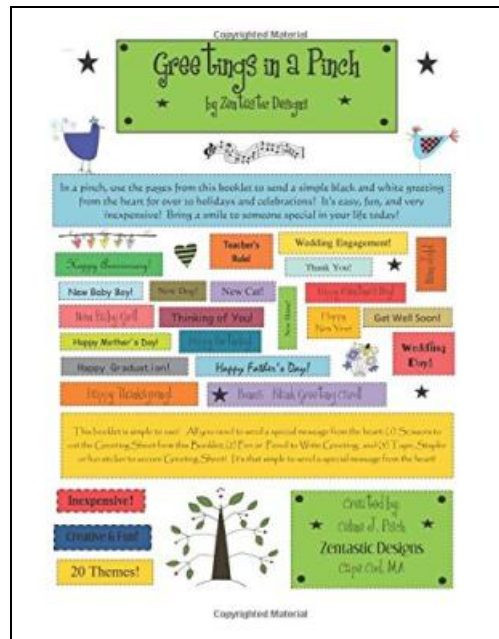 Copyrighted Material
Greetings in a Pinch
by Zentastic Designs
In a pinch, use the pages from this booklet to send a simple black and white greeting
from the heart for over 20 holidays and celebrations! It's easy, fun, and very
inexpensive! Bring a smile to someone special in your life today!
Teacher's
Rule!
Wedding Engagement!
Happy Anniversary!
Thank You!
New Baby Boy!
New Dog!
New Cat!
New Home!
New Baby Girl!
Thinking of You!
Happy
New Year!
Get Well Soon!
Happy Mother's Day!
Happy Birthday!
Wedding
Day!
Happy Graduation!
Happy Father's Day!
Happy Thanksgiving!
Bonus Blank Greeting Card!
This booklet is simple to use! All you need to send a special message from the heart: (1) Scissors to
cut the Greeting Sheet from this Booklet; (2) Pen or Pencil to Write Greeting; and (3) Tape, Stapler
or fun sticker to secure Greeting Sheet! It's that simple to send a special message from the heart!
Inexpensive!
Creative & Fun!
20 Themes!
Created by:
J.
Zentastic Designs
Cape Cod, MA
Copyrighted Material